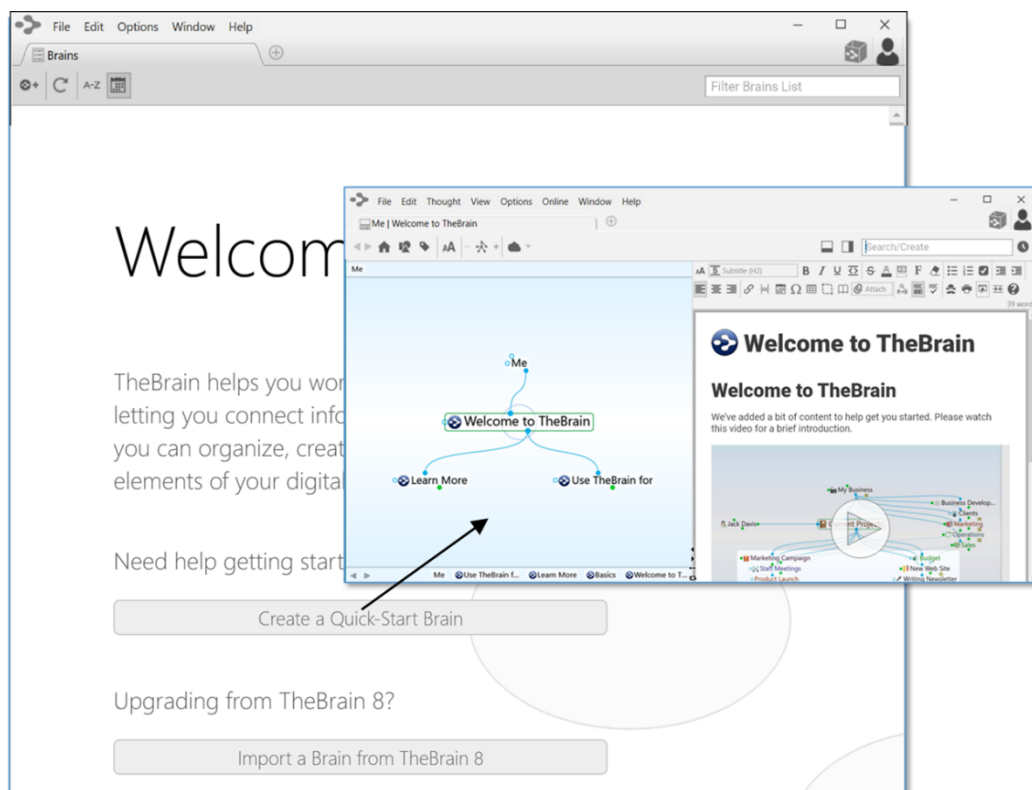 File Edit Options Window Help
Brains
A-Z
Filter Brains List
Welcom
TheBrain helps you wor
letting you connect info
you can organize, creat
elements of your digital
Need help getting start
Create a Quick-Start Brain
Upgrading from TheBrain 8?
Import a Brain from TheBrain 8
File Edit Thought View Options Online Window Help
Me | Welcome to TheBrain
AA
Search/Create
Me
Me
Welcome to TheBrain
Learn More
Use TheBrain for
Me Use TheBrain f... Learn More Basics Welcome to T...
AA Subtitle (H2) B I U S A F
Attach
39 word
Welcome to TheBrain
Welcome to TheBrain
We've added a bit of content to help get you started. Please watch
this video for a brief introduction.
My Business
Business Develop...
Clients
Jack Davis
Marketing
Operations
Sales
Marketing Campaign
Budget
Staff Meetings
New Web Site
Product Launch
Writing Newsletter